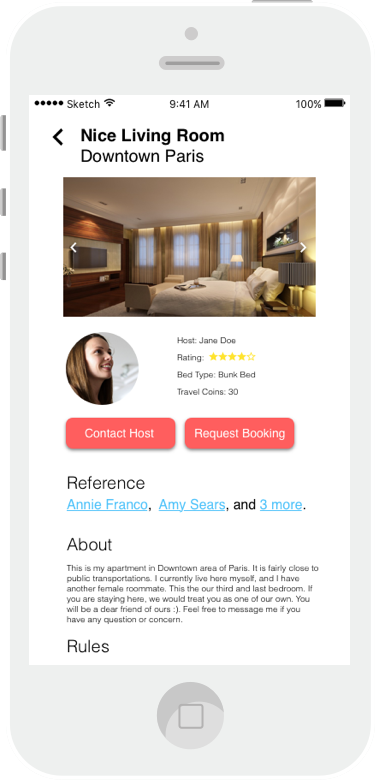 Sketch 9:41 AM 100%
Nice Living Room
Downtown Paris
Host: Jane Doe
Rating:
Bed Type: Bunk Bed
Travel Coins: 30
Contact Host Request Booking
Reference
Annie Franco, Amy Sears, and 3 more.
About
This is my apartment in Downtown area of Paris. It is fairly close to
public transportations. I currently live here myself, and I have
another female roommate. This the our third and last bedroom. If
you are staying here, we would treat you as one of our own. You
will be a dear friend of ours :). Feel free to message me if you
have any question or concern.
Rules